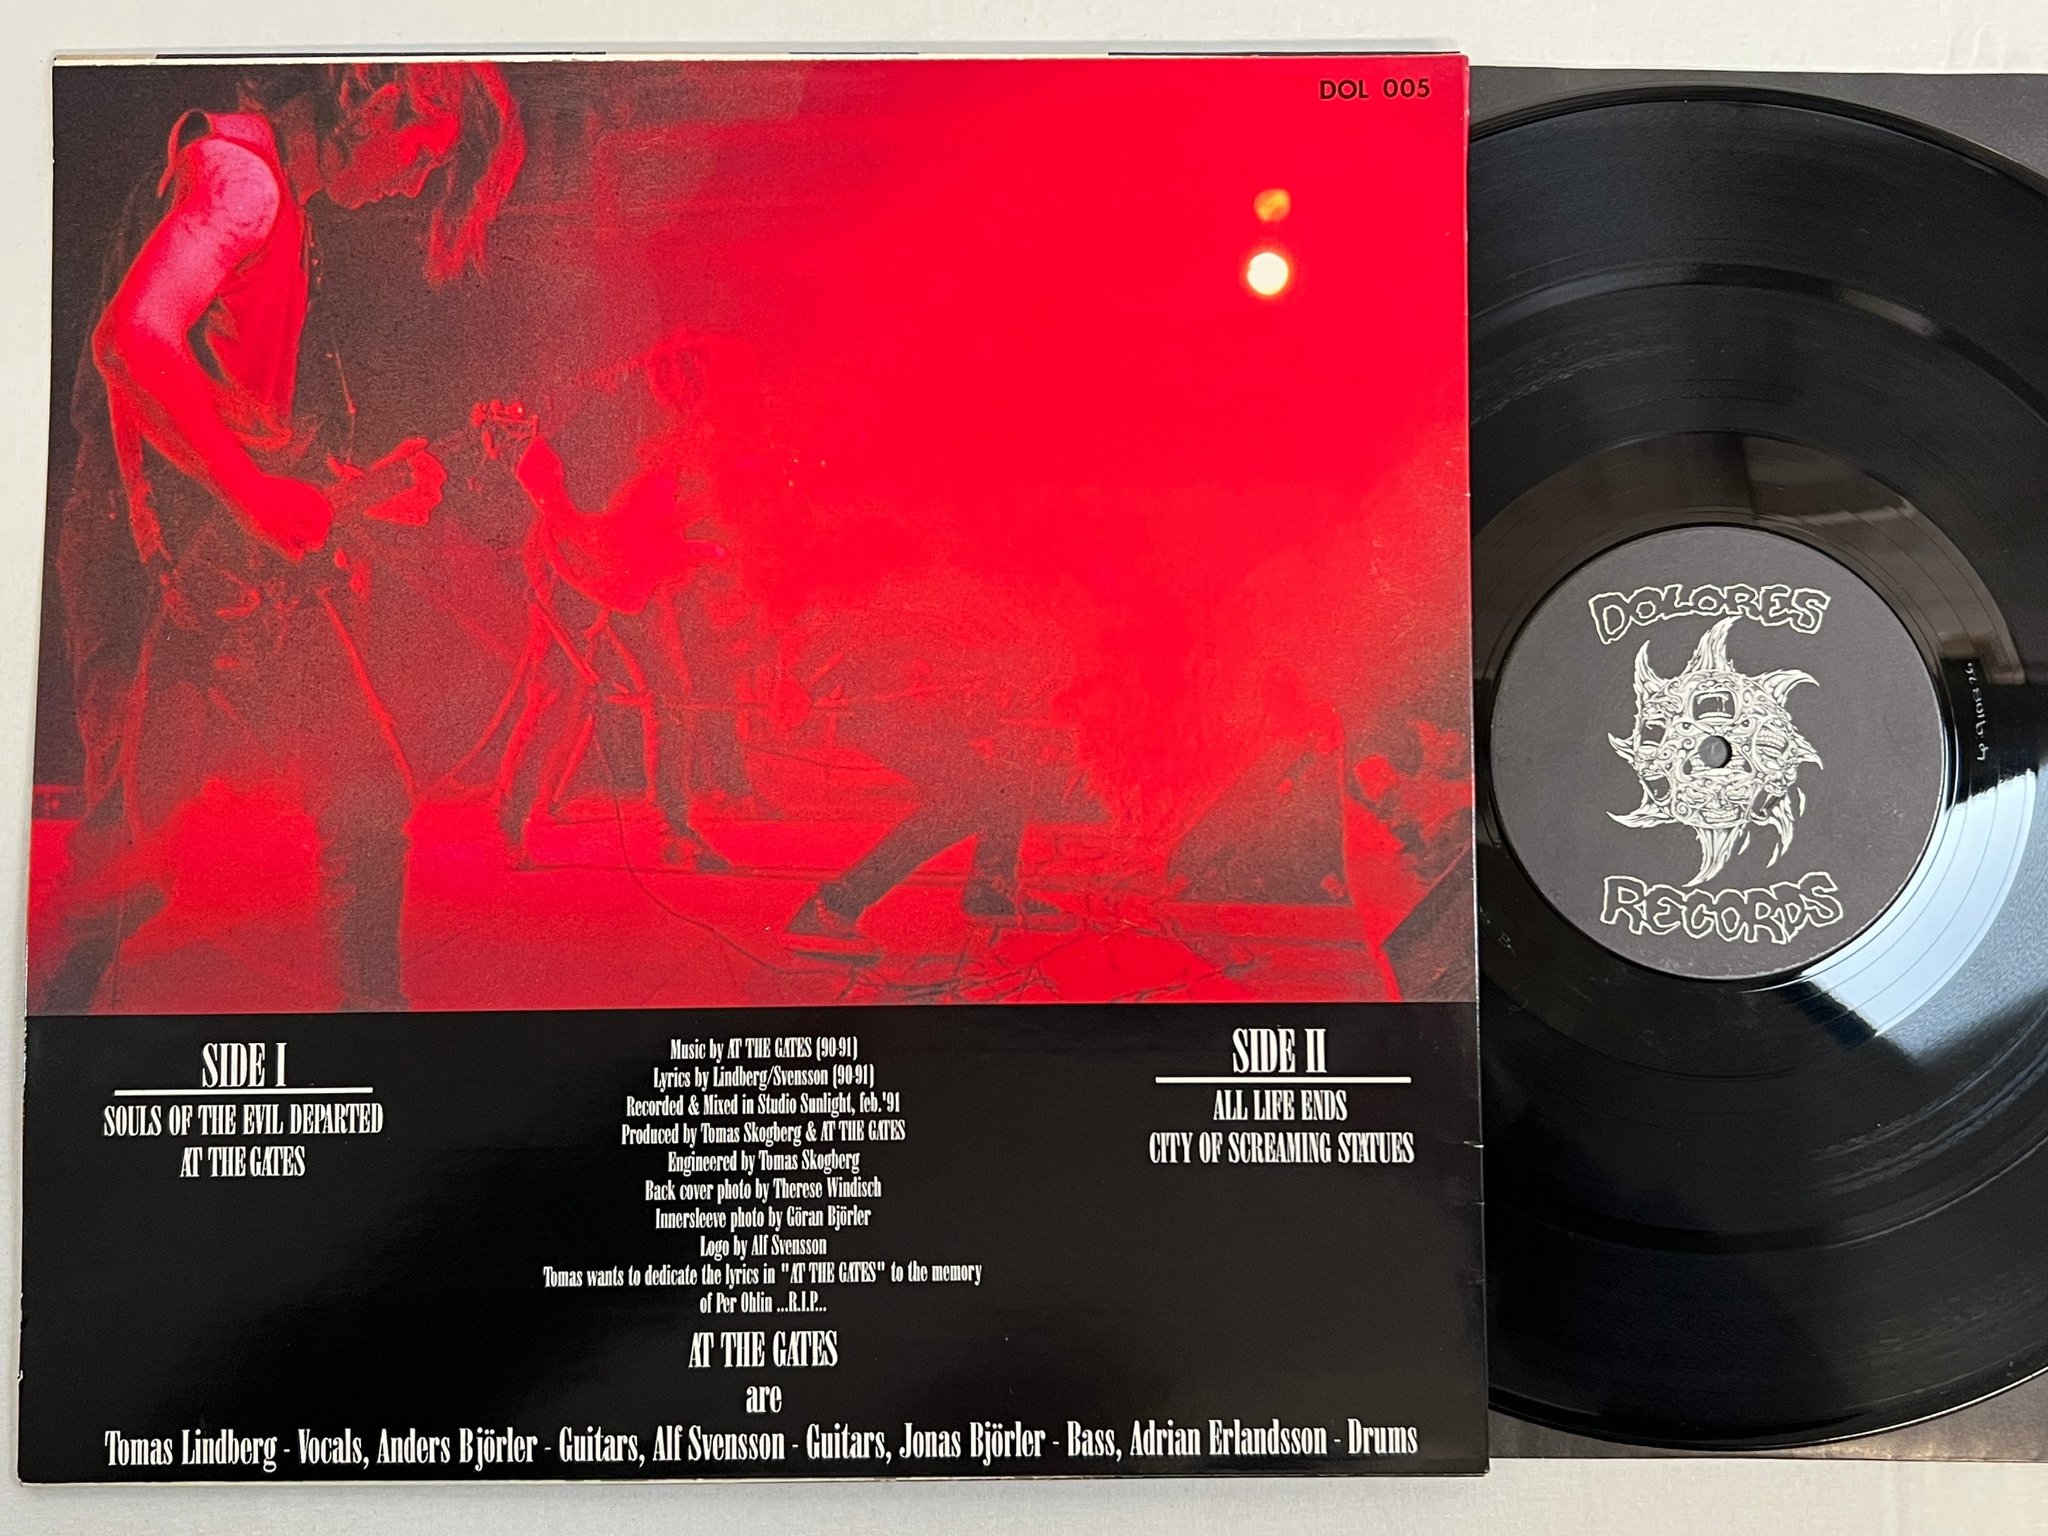 DOL 005
SIDE I
SOULS OF THE EVIL DEPARTED
AT THE GATES
Music by AT THE GATES (90-91)
Lyrics by Lindberg/Svensson (90-91)
Recorded & Mixed in Studio Sunlight, feb.'91
Produced by Tomas Skogberg & AT THE GATES
Engineered by Tomas Skogberg
Back cover photo by Therese Windisch
Innersleeve photo by Göran Björler
Logo by Alf Svensson
Tomas wants to dedicate the lyrics in "AT THE GATES" to the memory
of Per Ohlin ...R.I.P...
SIDE II
ALL LIFE ENDS
CITY OF SCREAMING STATUES
AT THE GATES
are
Tomas Lindberg - Vocals, Anders Björler - Guitars, Alf Svensson - Guitars, Jonas Björler - Bass, Adrian Erlandsson - Drums
DOLORES
RECORDS